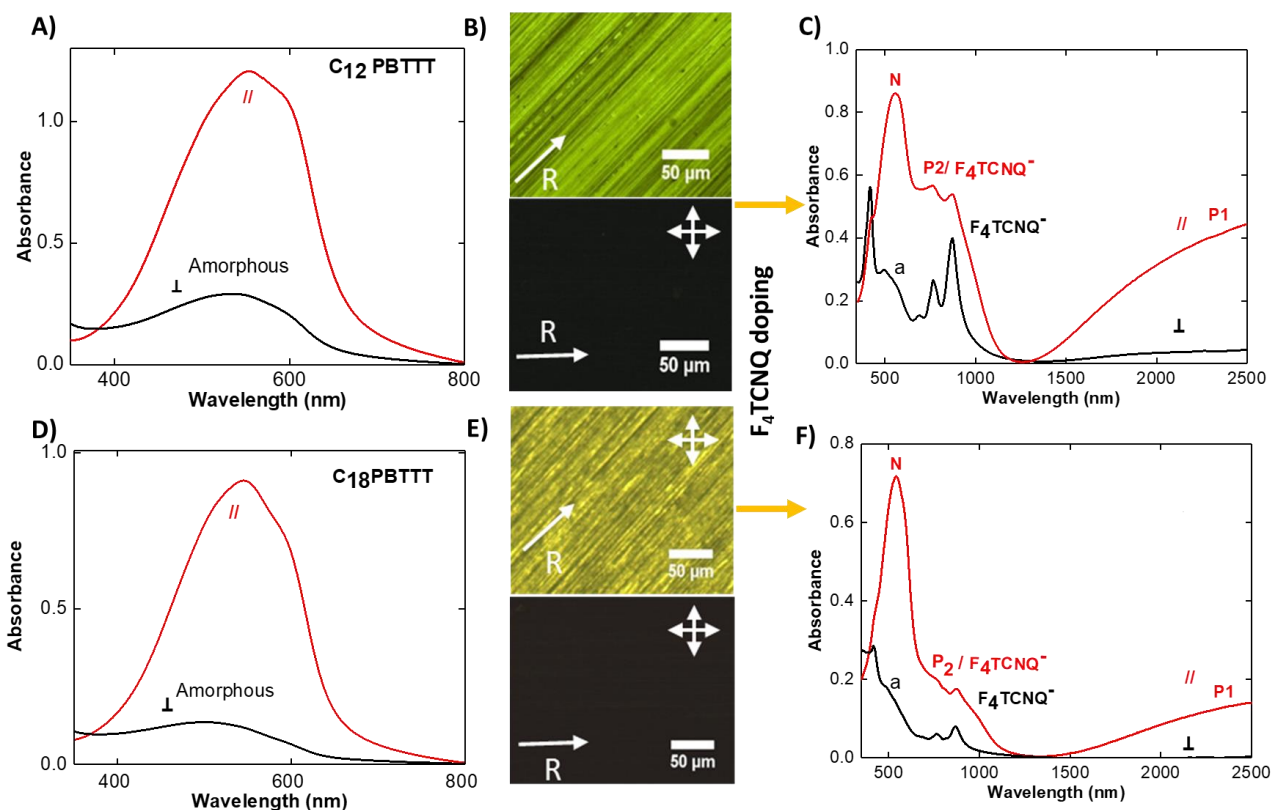 A)
C12 PBTTT
//
Amorphous
⊥
1.0
0.5
0.0
400
600
800
Absorbance
Wavelength (nm)
B)
R
50 µm
R
50 µm
F4TCNQ doping
C)
1.0
0.8
0.6
0.4
0.2
0.0
500
1000
1500
2000
2500
Absorbance
Wavelength (nm)
N
P2/ F4TCNQ-
F4TCNQ-
a
// P1
⊥
D)
C18PBTTT
//
Amorphous
⊥
1.0
0.5
0.0
400
600
800
Absorbance
Wavelength (nm)
E)
R
50 µm
R
50 µm
F)
0.8
0.6
0.4
0.2
0.0
500
1000
1500
2000
2500
Absorbance
Wavelength (nm)
N
P2 / F4TCNQ-
F4TCNQ-
a
//
P1
⊥